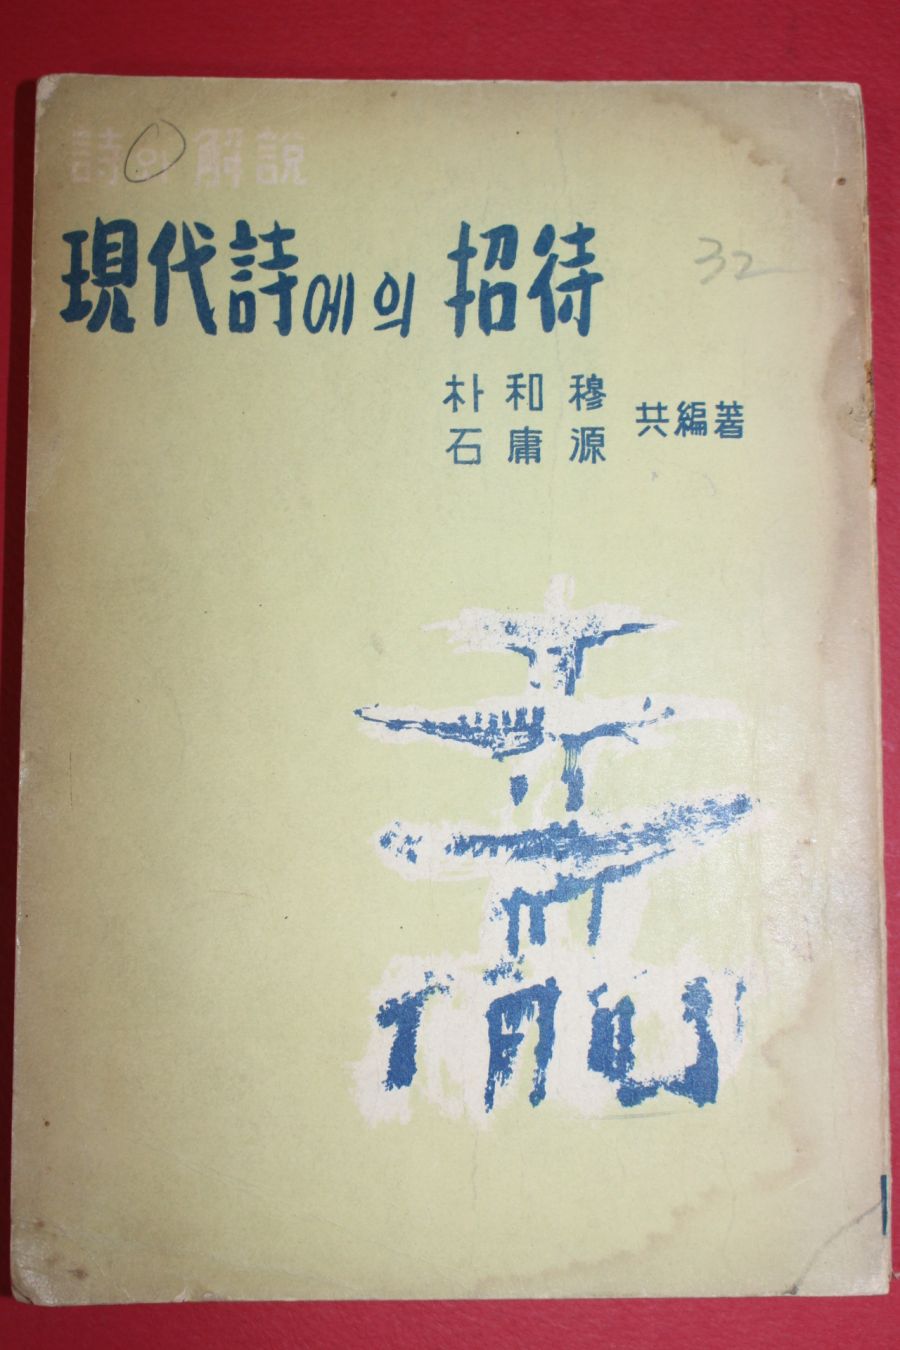 詩와 解說
現代詩에의 招待
32
朴和穆
石庸源 共編著